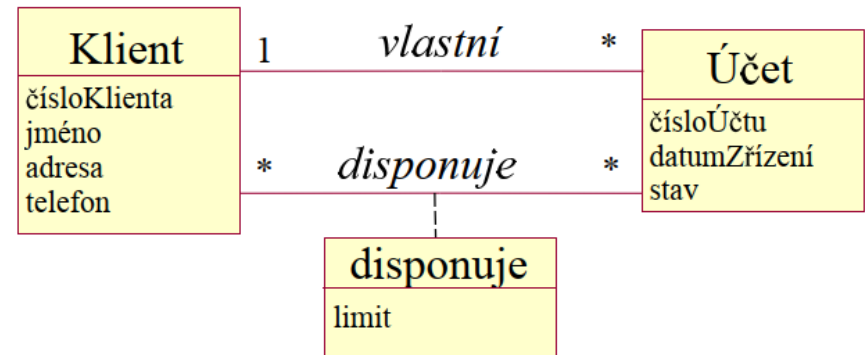 Klient
čísloKlienta
jméno
adresa
telefon
1 vlastní *
* disponuje *
Účet
čísloÚčtu
datumZřízení
stav
disponuje
limit